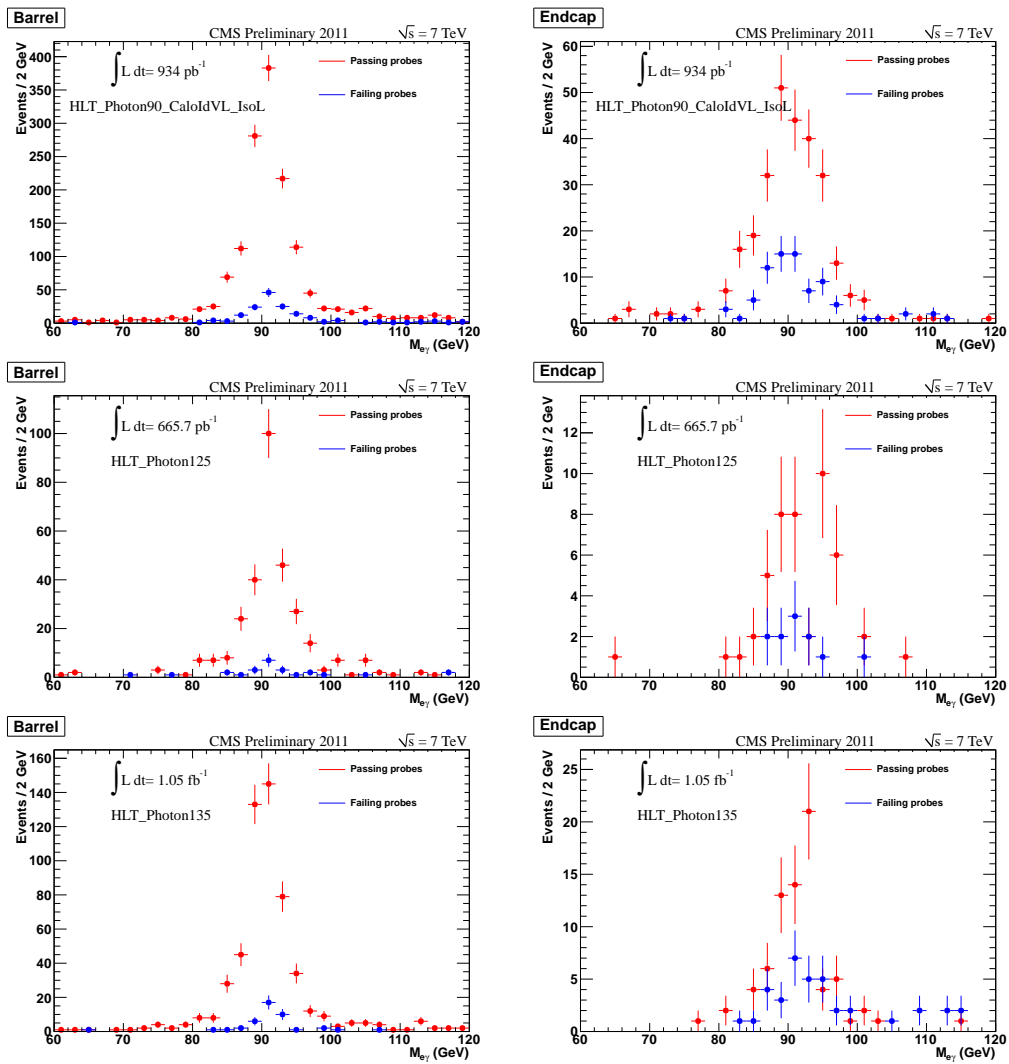 Barrel
CMS Preliminary 2011 √s = 7 TeV
Events / 2 GeV
∫ L dt= 934 pb⁻¹
HLT_Photon90_CaloIdVL_IsoL
Passing probes
Failing probes
400
350
300
250
200
150
100
50
0
60 70 80 90 100 110 120
M_eγ (GeV)
Endcap
CMS Preliminary 2011 √s = 7 TeV
Events / 2 GeV
∫ L dt= 934 pb⁻¹
HLT_Photon90_CaloIdVL_IsoL
Passing probes
Failing probes
60
50
40
30
20
10
0
60 70 80 90 100 110 120
M_eγ (GeV)
Barrel
CMS Preliminary 2011 √s = 7 TeV
Events / 2 GeV
∫ L dt= 665.7 pb⁻¹
HLT_Photon125
Passing probes
Failing probes
100
80
60
40
20
0
60 70 80 90 100 110 120
M_eγ (GeV)
Endcap
CMS Preliminary 2011 √s = 7 TeV
Events / 2 GeV
∫ L dt= 665.7 pb⁻¹
HLT_Photon125
Passing probes
Failing probes
12
10
8
6
4
2
0
60 70 80 90 100 110 120
M_eγ (GeV)
Barrel
CMS Preliminary 2011 √s = 7 TeV
Events / 2 GeV
∫ L dt= 1.05 fb⁻¹
HLT_Photon135
Passing probes
Failing probes
160
140
120
100
80
60
40
20
0
60 70 80 90 100 110 120
M_eγ (GeV)
Endcap
CMS Preliminary 2011 √s = 7 TeV
Events / 2 GeV
∫ L dt= 1.05 fb⁻¹
HLT_Photon135
Passing probes
Failing probes
25
20
15
10
5
0
60 70 80 90 100 110 120
M_eγ (GeV)